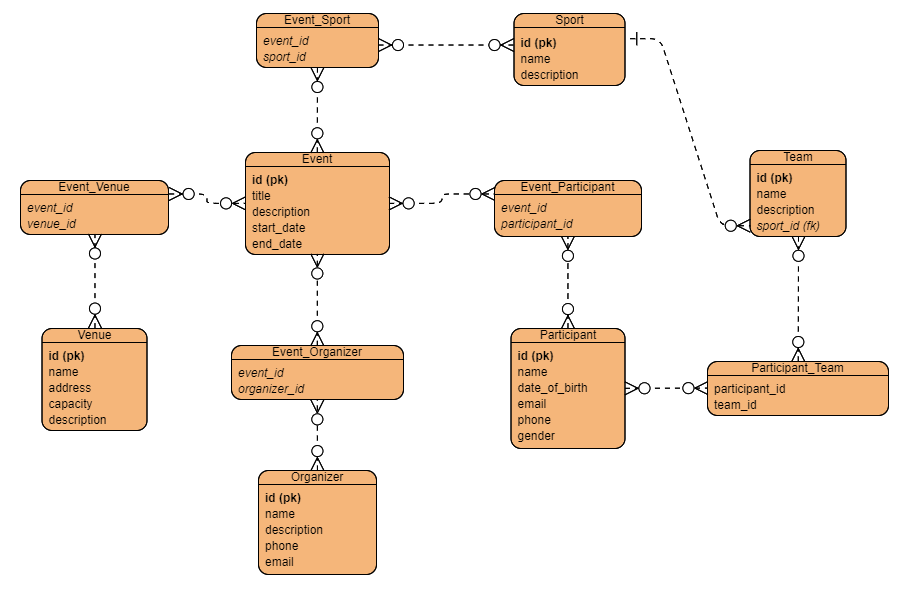 Event_Sport
event_id
sport_id
Sport
id (pk)
name
description
Event
id (pk)
title
description
start_date
end_date
Team
id (pk)
name
description
sport_id (fk)
Event_Venue
event_id
venue_id
Event_Participant
event_id
participant_id
Venue
id (pk)
name
address
capacity
description
Event_Organizer
event_id
organizer_id
Participant
id (pk)
name
date_of_birth
email
phone
gender
Participant_Team
participant_id
team_id
Organizer
id (pk)
name
description
phone
email